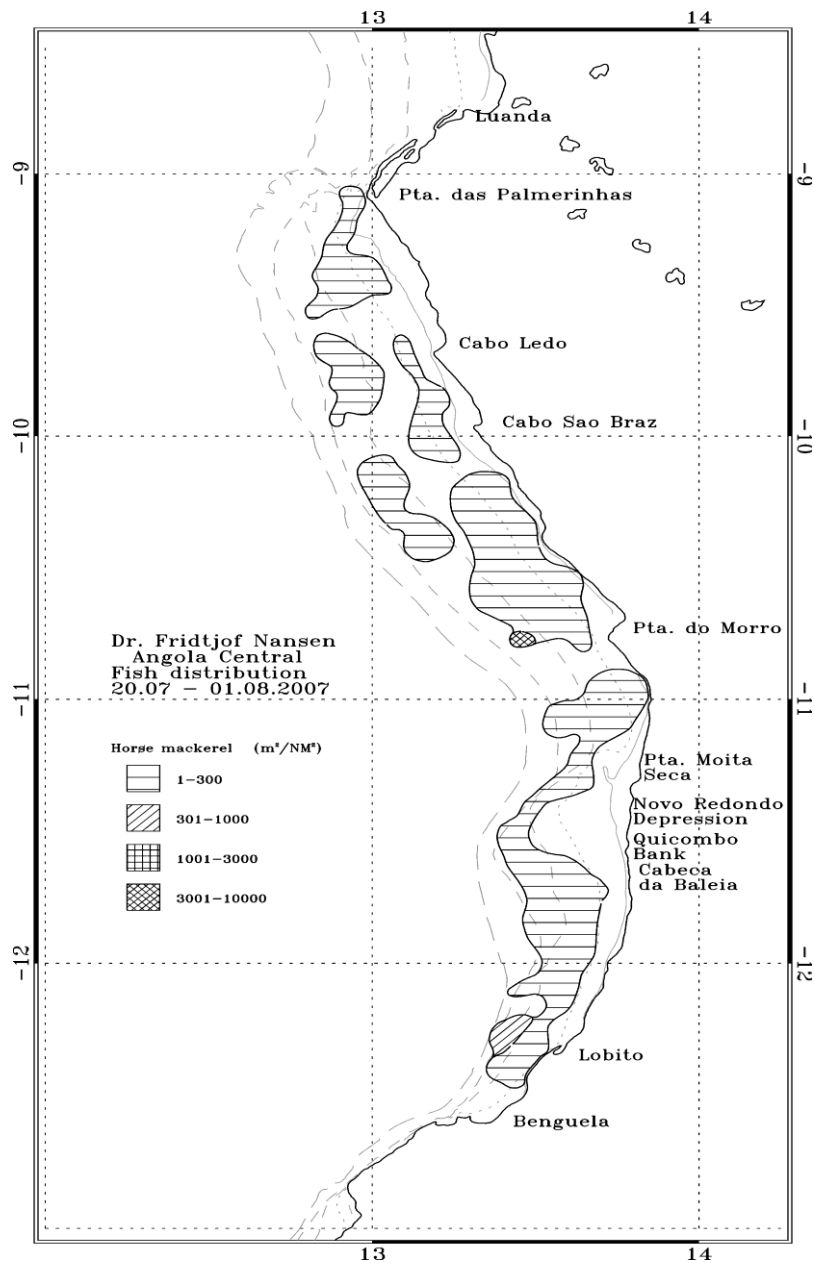 13 14
Luanda
-9 -9
Pta. das Palmerinhas
Cabo Ledo
Cabo Sao Braz
-10 -10
Pta. do Morro
Dr. Fridtjof Nansen
Angola Central
Fish distribution
20.07 - 01.08.2007
-11 -11
Horse mackerel (m²/NM²)
1-300
301-1000
1001-3000
3001-10000
Pta. Moita
Seca
Novo Redondo
Depression
Quicombo
Bank
Cabeca
da Baleia
-12 -12
Lobito
Benguela
13 14